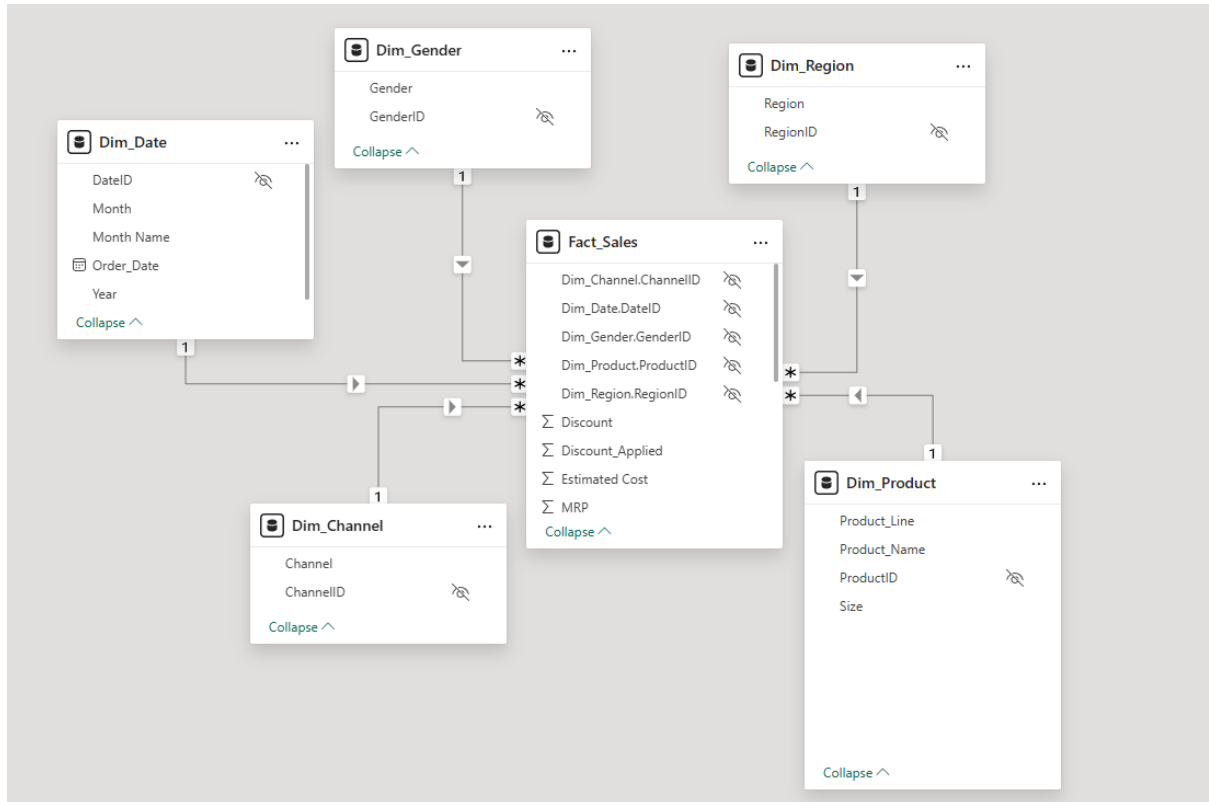 Dim_Gender
...
Gender
GenderID
Collapse
1
Dim_Region
...
Region
RegionID
Collapse
1
Dim_Date
...
DateID
Month
Month Name
Order_Date
Year
Collapse
1
Fact_Sales
...
Dim_Channel.ChannelID
Dim_Date.DateID
Dim_Gender.GenderID
Dim_Product.ProductID
Dim_Region.RegionID
∑ Discount
∑ Discount_Applied
∑ Estimated Cost
∑ MRP
Collapse
*
*
*
*
*
1
Dim_Channel
...
Channel
ChannelID
Collapse
1
Dim_Product
...
Product_Line
Product_Name
ProductID
Size
Collapse